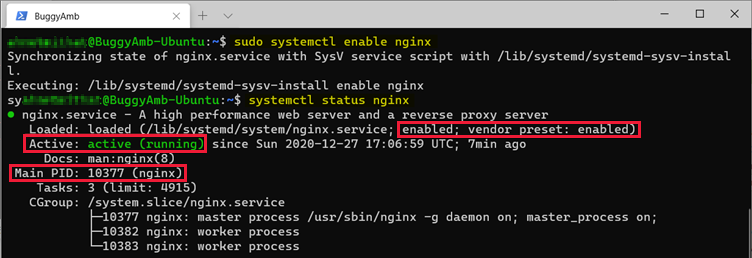 BuggyAmb
@BuggyAmb-Ubuntu:~$ sudo systemctl enable nginx
Synchronizing state of nginx.service with SysV service script with /lib/systemd/systemd-sysv-instal
l.
Executing: /lib/systemd/systemd-sysv-install enable nginx
sy@BuggyAmb-Ubuntu:~$ systemctl status nginx
● nginx.service - A high performance web server and a reverse proxy server
Loaded: loaded (/lib/systemd/system/nginx.service; enabled; vendor preset: enabled)
Active: active (running) since Sun 2020-12-27 17:06:59 UTC; 7min ago
Docs: man:nginx(8)
Main PID: 10377 (nginx)
Tasks: 3 (limit: 4915)
CGroup: /system.slice/nginx.service
├─10377 nginx: master process /usr/sbin/nginx -g daemon on; master_process on;
├─10382 nginx: worker process
└─10383 nginx: worker process